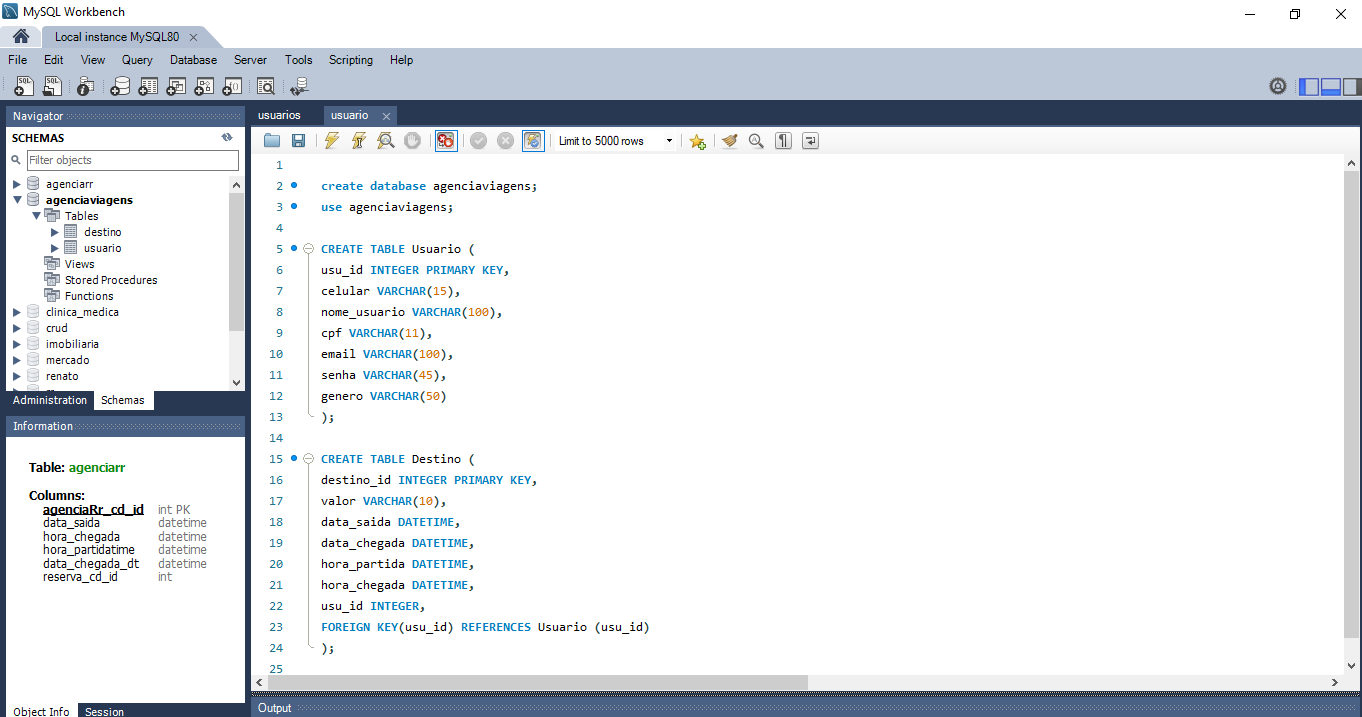 MySQL Workbench
Local instance MySQL80
File Edit View Query Database Server Tools Scripting Help
Navigator
SCHEMAS
Filter objects
agenciarr
agenciaviagens
Tables
destino
usuario
Views
Stored Procedures
Functions
clinica_medica
crud
imobiliaria
mercado
renato
Administration Schemas
Information
Table: agenciarr
Columns:
agenciaRr_cd_id int PK
data_saida datetime
hora_chegada datetime
hora_partidatime datetime
data_chegada_dt datetime
reserva_cd_id int
Object Info Session
usuarios usuario
Limit to 5000 rows
1
2 create database agenciaviagens;
3 use agenciaviagens;
4
5 CREATE TABLE Usuario (
6 usu_id INTEGER PRIMARY KEY,
7 celular VARCHAR(15),
8 nome_usuario VARCHAR(100),
9 cpf VARCHAR(11),
10 email VARCHAR(100),
11 senha VARCHAR(45),
12 genero VARCHAR(50)
13 );
14
15 CREATE TABLE Destino (
16 destino_id INTEGER PRIMARY KEY,
17 valor VARCHAR(10),
18 data_saida DATETIME,
19 data_chegada DATETIME,
20 hora_partida DATETIME,
21 hora_chegada DATETIME,
22 usu_id INTEGER,
23 FOREIGN KEY(usu_id) REFERENCES Usuario (usu_id)
24 );
25
Output